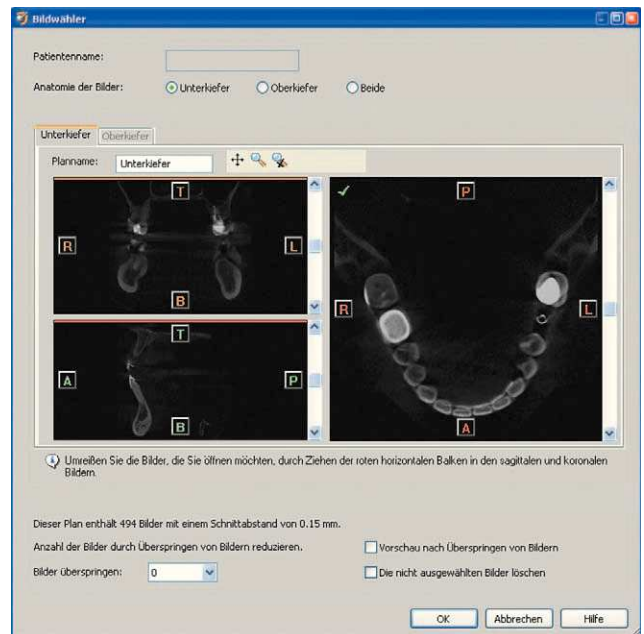 Bildwähler
Patientenname:
Anatomie der Bilder: Unterkiefer Oberkiefer Beide
Unterkiefer Oberkiefer
Planname: Unterkiefer
T
R L
B
T
A P
B
P
R L
A
Umreißen Sie die Bilder, die Sie öffnen möchten, durch Ziehen der roten horizontalen Balken in den sagittalen und koronalen
Bildern.
Dieser Plan enthält 494 Bilder mit einem Schnittabstand von 0.15 mm.
Anzahl der Bilder durch Überspringen von Bildern reduzieren. Vorschau nach Überspringen von Bildern
Bilder überspringen: 0 Die nicht ausgewählten Bilder löschen
OK Abbrechen Hilfe